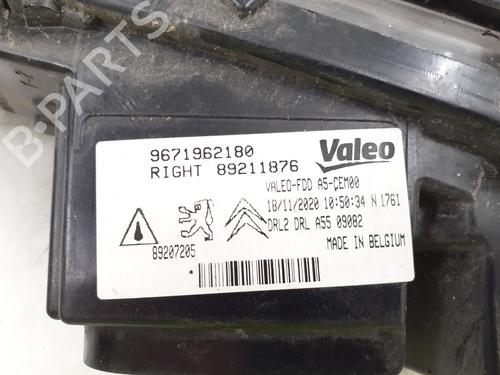 9671962180
RIGHT 89211876
Valeo
VALEO-FDD A5-CEM00
18/11/2020 10:50:34 N 1761
DRL2 DRL A55 09082
MADE IN BELGIUM
89207205
B-PARTS